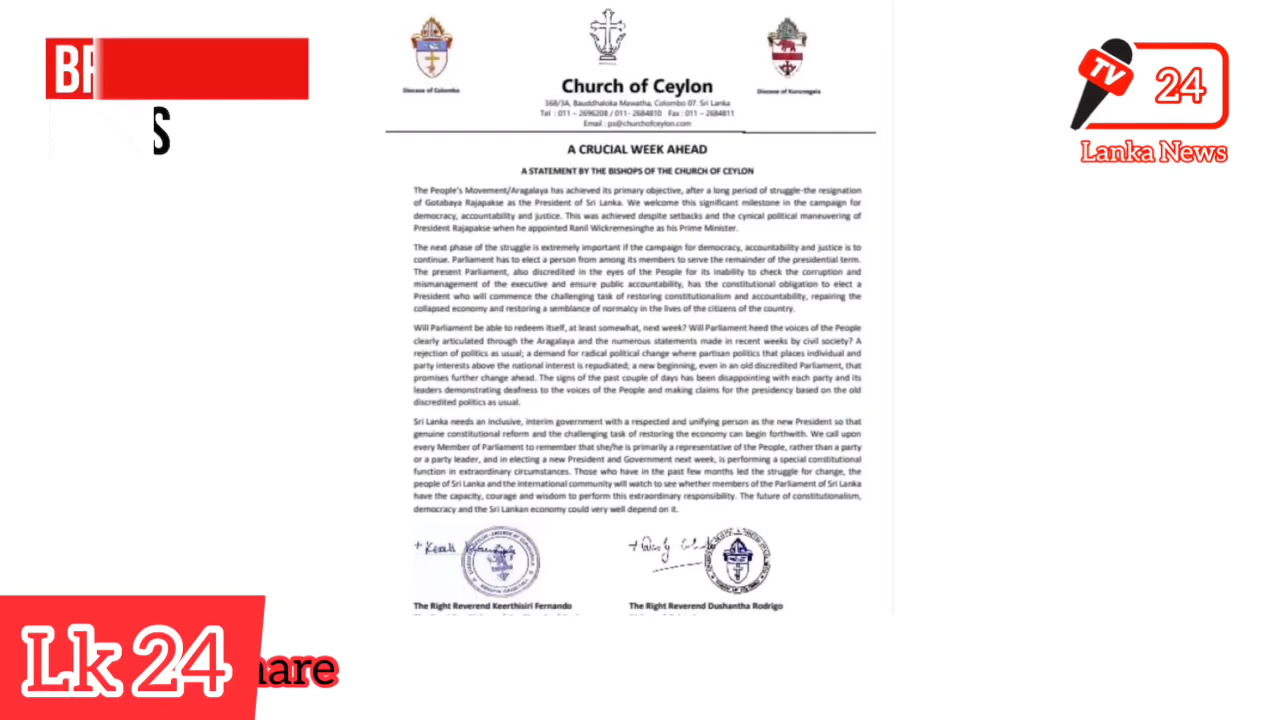 BR
S
TV
24
Lanka News
Diocese of Colombo
Diocese of Kurunegala
Church of Ceylon
368/3A, Bauddhaloka Mawatha, Colombo 07. Sri Lanka
Tel : 011 – 2696208 / 011- 2684810 Fax : 011 – 2684811
Email : ps@churchofceylon.com
A CRUCIAL WEEK AHEAD
A STATEMENT BY THE BISHOPS OF THE CHURCH OF CEYLON
The People's Movement/Aragalaya has achieved its primary objective, after a long period of struggle-the resignation
of Gotabaya Rajapakse as the President of Sri Lanka. We welcome this significant milestone in the campaign for
democracy, accountability and justice. This was achieved despite setbacks and the cynical political maneuvering of
President Rajapakse when he appointed Ranil Wickremesinghe as his Prime Minister.
The next phase of the struggle is extremely important if the campaign for democracy, accountability and justice is to
continue. Parliament has to elect a person from among its members to serve the remainder of the presidential term.
The present Parliament, also discredited in the eyes of the People for its inability to check the corruption and
mismanagement of the executive and ensure public accountability, has the constitutional obligation to elect a
President who will commence the challenging task of restoring constitutionalism and accountability, repairing the
collapsed economy and restoring a semblance of normalcy in the lives of the citizens of the country.
Will Parliament be able to redeem itself, at least somewhat, next week? Will Parliament heed the voices of the People
clearly articulated through the Aragalaya and the numerous statements made in recent weeks by civil society? A
rejection of politics as usual; a demand for radical political change where partisan politics that places individual and
party interests above the national interest is repudiated; a new beginning, even in an old discredited Parliament, that
promises further change ahead. The signs of the past couple of days has been disappointing with each party and its
leaders demonstrating deafness to the voices of the People and making claims for the presidency based on the old
discredited politics as usual.
Sri Lanka needs an inclusive, interim government with a respected and unifying person as the new President so that
genuine constitutional reform and the challenging task of restoring the economy can begin forthwith. We call upon
every Member of Parliament to remember that she/he is primarily a representative of the People, rather than a party
or a party leader, and in electing a new President and Government next week, is performing a special constitutional
function in extraordinary circumstances. Those who have in the past few months led the struggle for change, the
people of Sri Lanka and the international community will watch to see whether members of the Parliament of Sri Lanka
have the capacity, courage and wisdom to perform this extraordinary responsibility. The future of constitutionalism,
democracy and the Sri Lankan economy could very well depend on it.
The Right Reverend Keerthisiri Fernando
The Right Reverend Dushantha Rodrigo
Lk 24
hare